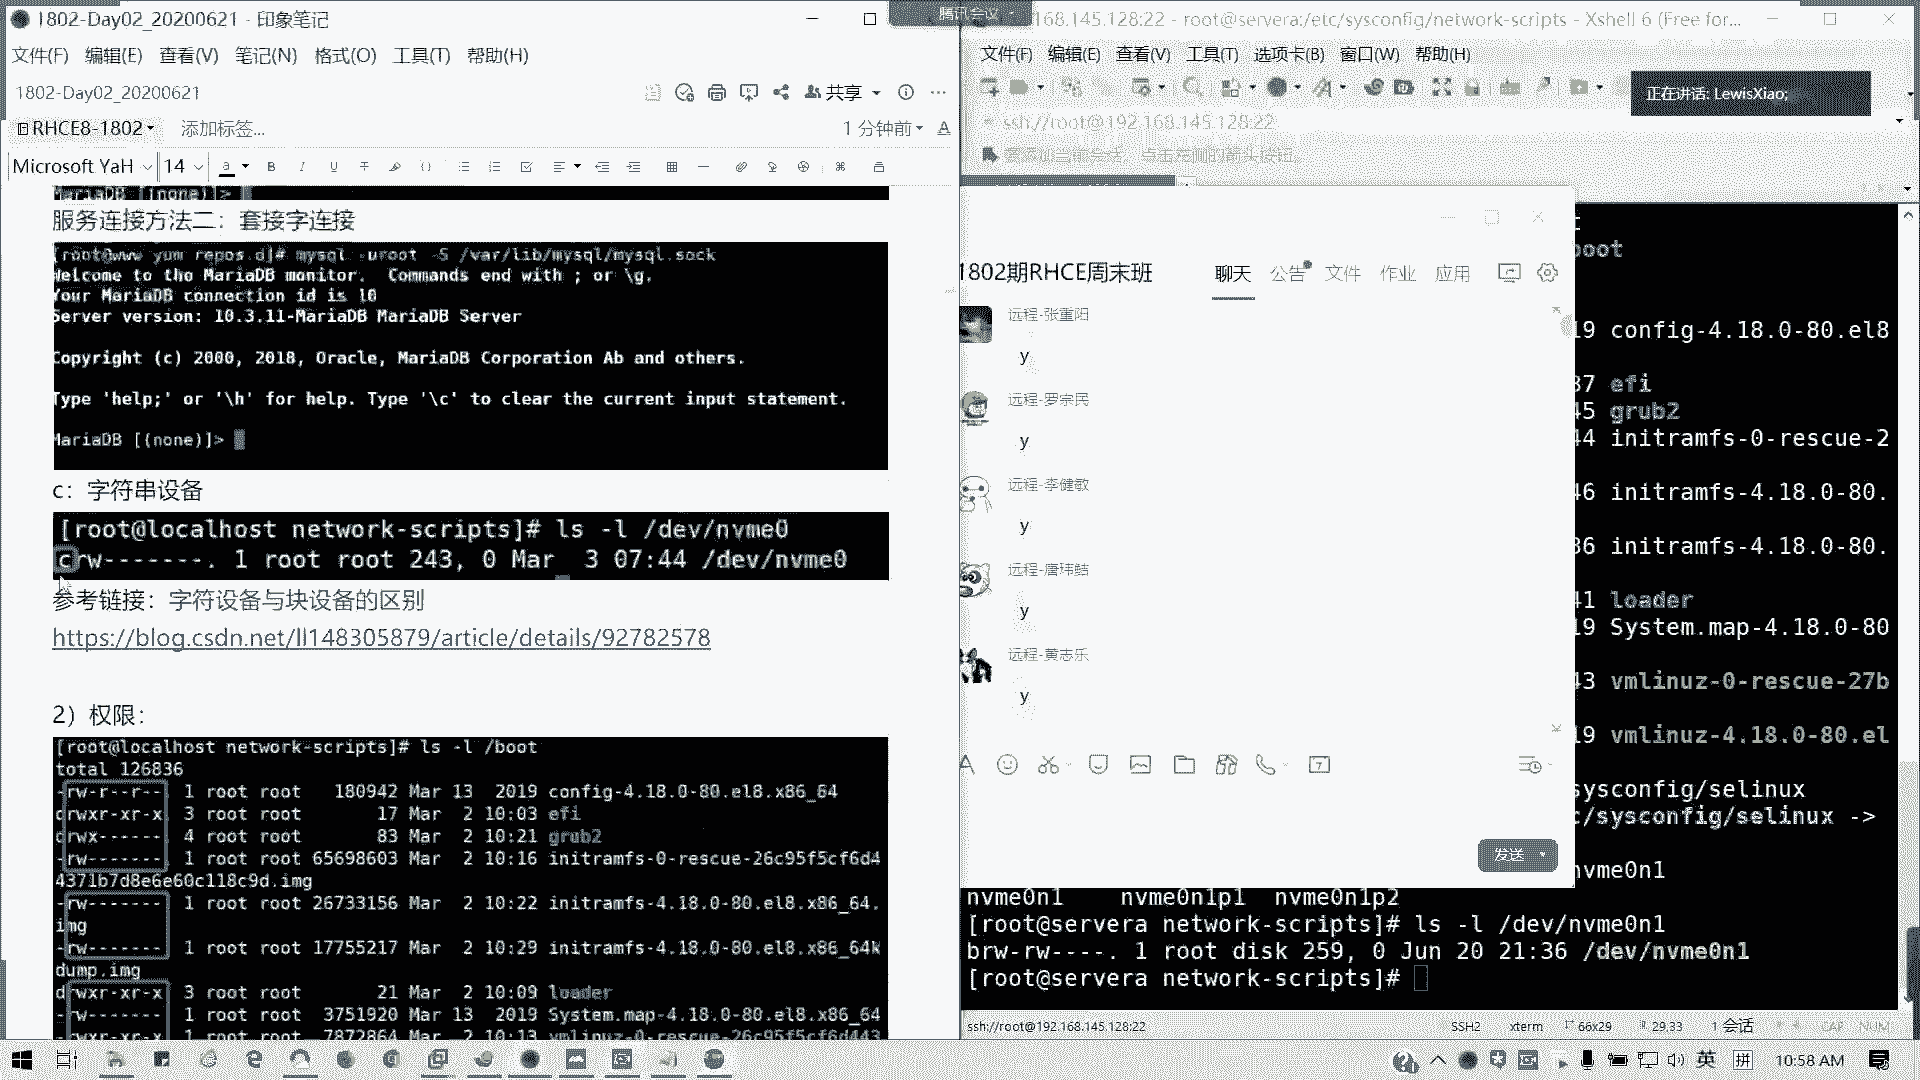 1802-Day02_20200621 - 印象笔记
文件(F) 编辑(E) 查看(V) 笔记(N) 格式(O) 工具(T) 帮助(H)
1802-Day02_20200621
共享
RHCE8-1802
添加标签...
1 分钟前
Microsoft YaH
14
MariaDB [(none)]>
服务连接方法二：套接字连接
[root@www yum repos.d]# mysql -uroot -S /var/lib/mysql/mysql.sock
Welcome to the MariaDB monitor. Commands end with ; or \g.
Your MariaDB connection id is 10
Server version: 10.3.11-MariaDB MariaDB Server
Copyright (c) 2000, 2018, Oracle, MariaDB Corporation Ab and others.
Type 'help;' or '\h' for help. Type '\c' to clear the current input statement.
MariaDB [(none)]>
c：字符串设备
[root@localhost network-scripts]# ls -l /dev/nvme0
crw-------. 1 root root 243, 0 Mar 3 07:44 /dev/nvme0
参考链接：字符设备与块设备的区别
https://blog.csdn.net/ll148305879/article/details/92782578
2）权限：
[root@localhost network-scripts]# ls -l /boot
total 126836
-rw-r--r-- 1 root root 180942 Mar 13 2019 config-4.18.0-80.el8.x86_64
drwxr-xr-x 3 root root 17 Mar 2 10:03 efi
drwx------ 4 root root 83 Mar 2 10:21 grub2
-rw------- 1 root root 65698603 Mar 2 10:16 initramfs-0-rescue-26c95f5cf6d4
4371b7d8e6e60c118c9d.img
-rw------- 1 root root 26733156 Mar 2 10:22 initramfs-4.18.0-80.el8.x86_64.
img
-rw------- 1 root root 17755217 Mar 2 10:29 initramfs-4.18.0-80.el8.x86_64k
dump.img
drwxr-xr-x 3 root root 21 Mar 2 10:09 loader
-rw------- 1 root root 3751920 Mar 13 2019 System.map-4.18.0-80.el8.x86_64
-rwxr-xr-x 1 root root 7872864 Mar 2 10:13 vmlinuz-0-rescue-26c95f5cf6d443
腾讯会议
168.145.128:22 - root@servera:/etc/sysconfig/network-scripts - Xshell 6 (Free for...
文件(F) 编辑(E) 查看(V) 工具(T) 选项卡(B) 窗口(W) 帮助(H)
正在讲话: LewisXiao;
ssh://root@192.168.145.128:22
要添加当前会话，点击左侧的箭头按钮。
1802期RHCE周末班
聊天 公告 文件 作业 应用
远程-张重阳
y
远程-罗宗民
y
远程-李健敏
y
远程-唐玮皓
y
远程-黄志乐
y
发送
boot
19 config-4.18.0-80.el8
37 efi
45 grub2
44 initramfs-0-rescue-2
46 initramfs-4.18.0-80.
36 initramfs-4.18.0-80.
41 loader
19 System.map-4.18.0-80
43 vmlinuz-0-rescue-27b
19 vmlinuz-4.18.0-80.el
sysconfig/selinux
c/sysconfig/selinux ->
nvme0n1
nvme0n1 nvme0n1p1 nvme0n1p2
[root@servera network-scripts]# ls -l /dev/nvme0n1
brw-rw----. 1 root disk 259, 0 Jun 20 21:36 /dev/nvme0n1
[root@servera network-scripts]#
ssh://root@192.168.145.128:22
SSH2 xterm 66x29 29,33 1 会话 CAP NUM
英 拼 10:58 AM